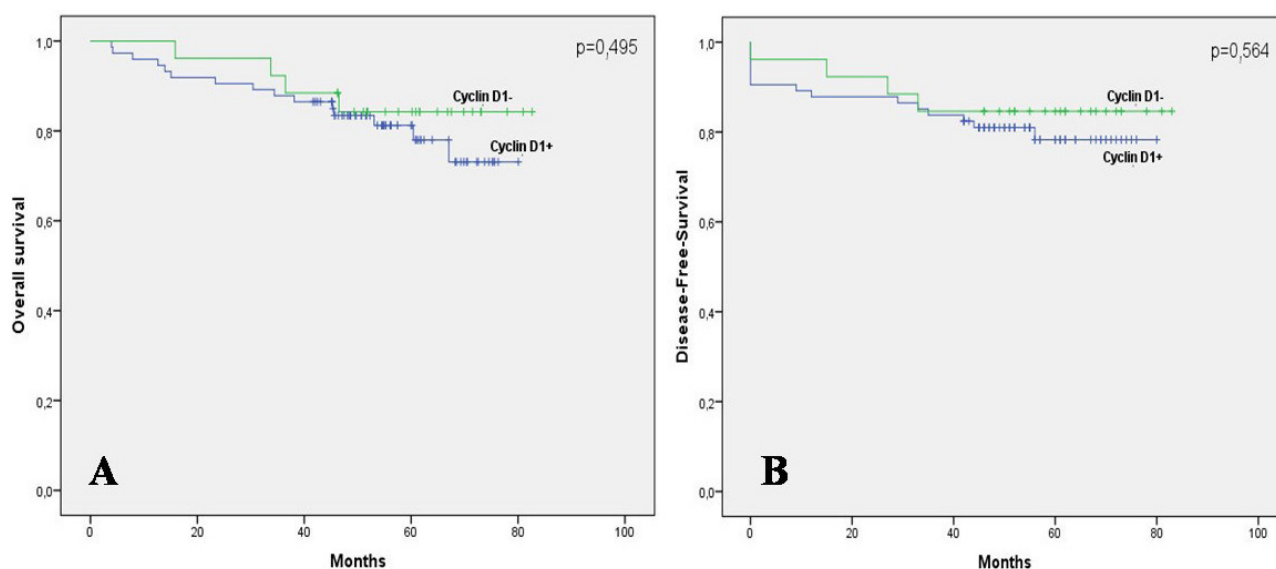 p=0,495
1,0
0,8
0,6
0,4
0,2
0,0
Overall survival
Cyclin D1-
Cyclin D1+
A
0 20 40 60 80 100
Months
p=0,564
1,0
0,8
0,6
0,4
0,2
0,0
Disease-Free-Survival
Cyclin D1-
Cyclin D1+
B
0 20 40 60 80 100
Months